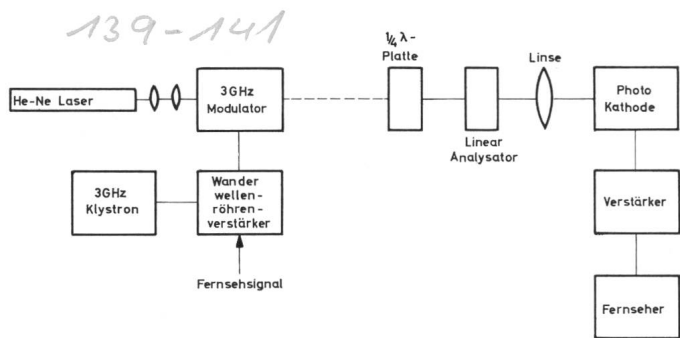 139-141
¼ λ-
Platte
Linse
He-Ne Laser
3GHz
Modulator
Photo
Kathode
Linear
Analysator
3GHz
Klystron
Wander
wellen-
röhren-
verstärker
Verstärker
Fernsehsignal
Fernseher